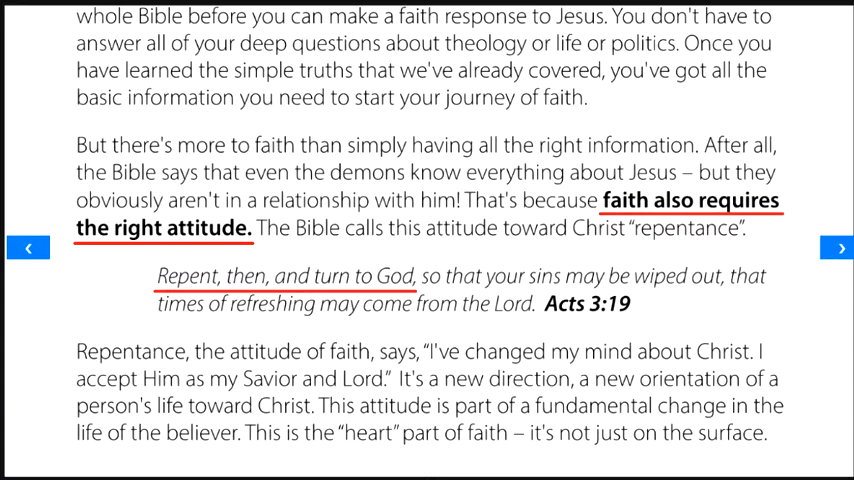 whole Bible before you can make a faith response to Jesus. You don't have to
answer all of your deep questions about theology or life or politics. Once you
have learned the simple truths that we've already covered, you've got all the
basic information you need to start your journey of faith.
But there's more to faith than simply having all the right information. After all,
the Bible says that even the demons know everything about Jesus – but they
obviously aren't in a relationship with him! That's because faith also requires
the right attitude. The Bible calls this attitude toward Christ “repentance”.
Repent, then, and turn to God, so that your sins may be wiped out, that
times of refreshing may come from the Lord. Acts 3:19
Repentance, the attitude of faith, says, “I've changed my mind about Christ. I
accept Him as my Savior and Lord.” It's a new direction, a new orientation of a
person's life toward Christ. This attitude is part of a fundamental change in the
life of the believer. This is the “heart” part of faith – it's not just on the surface.